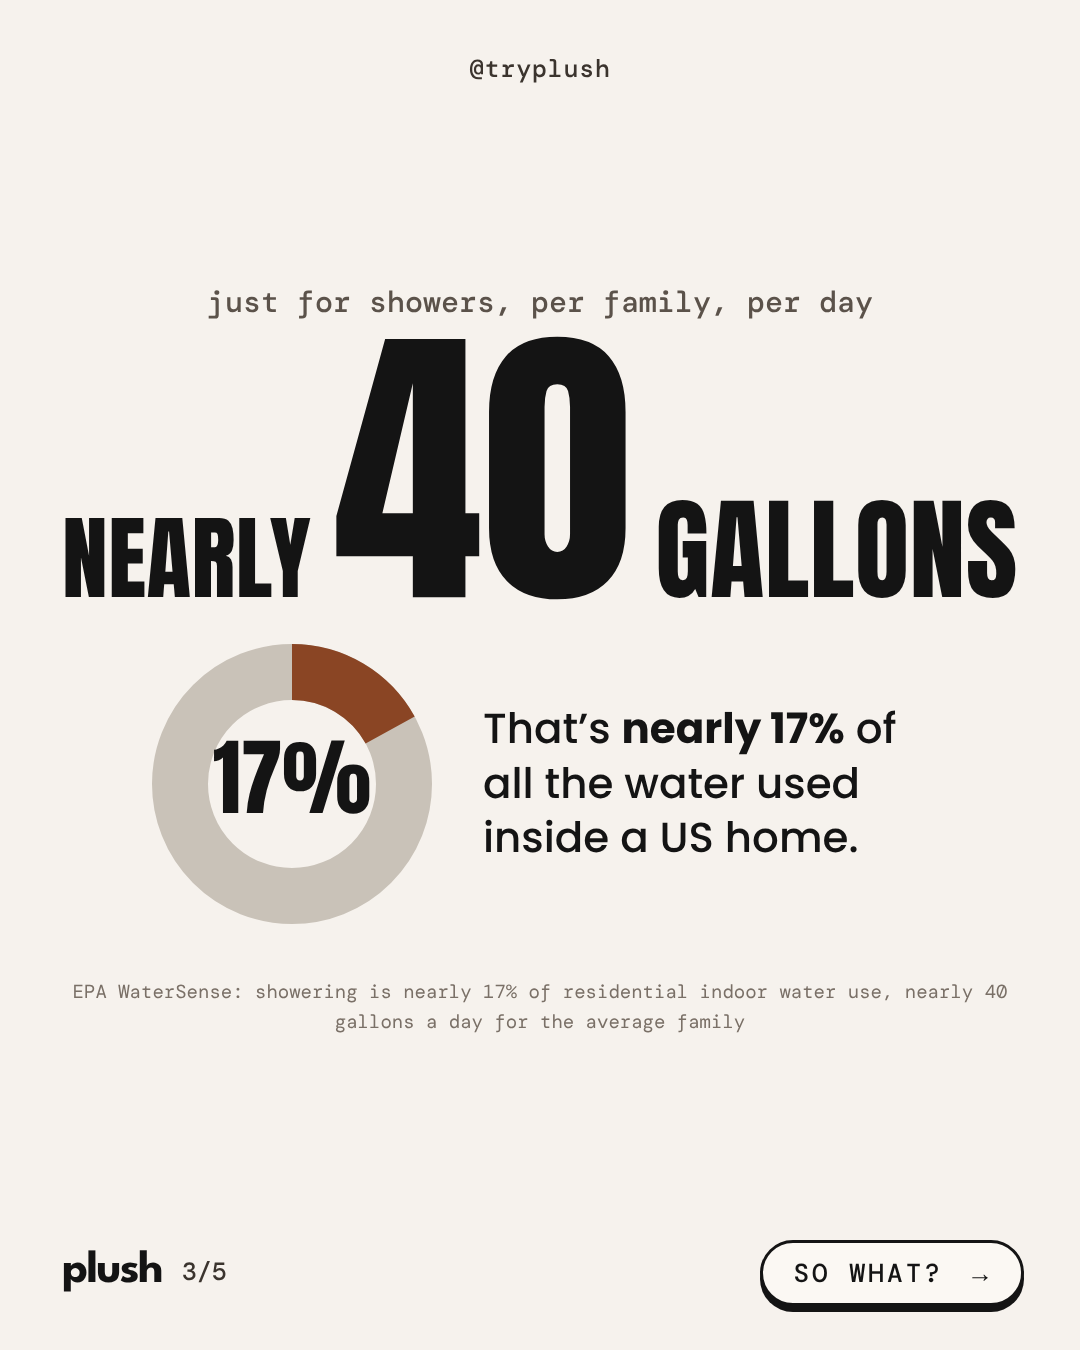 @tryplush
just for showers, per family, per day
NEARLY 40 GALLONS
17%
That’s nearly 17% of
all the water used
inside a US home.
EPA WaterSense: showering is nearly 17% of residential indoor water use, nearly 40
gallons a day for the average family
plush 3/5
SO WHAT? →